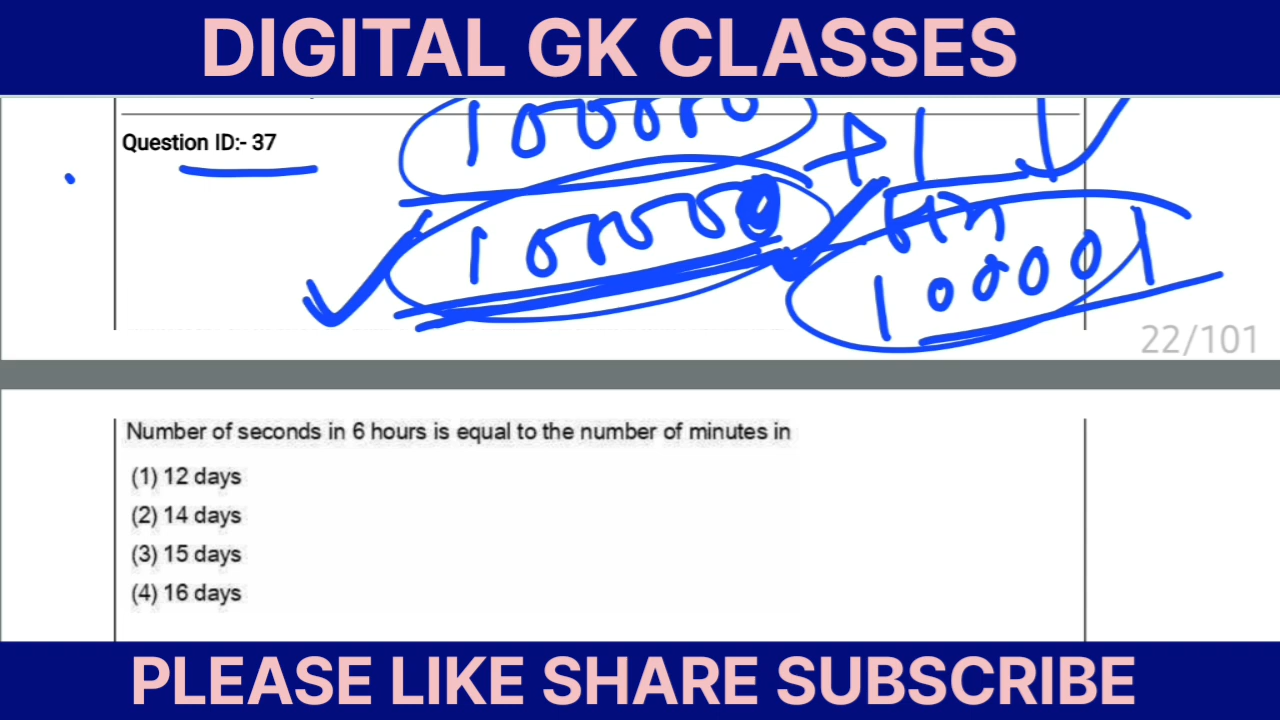 DIGITAL GK CLASSES
100000 +1
Question ID:- 37
100000
100001
22/101
Number of seconds in 6 hours is equal to the number of minutes in
(1) 12 days
(2) 14 days
(3) 15 days
(4) 16 days
PLEASE LIKE SHARE SUBSCRIBE